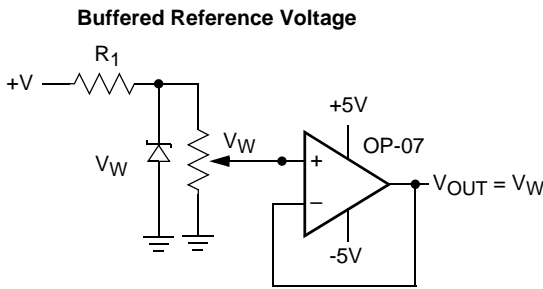 Buffered Reference Voltage
R1
+V
+5V
VW
OP-07
VW
+
VOUT = VW
–
-5V